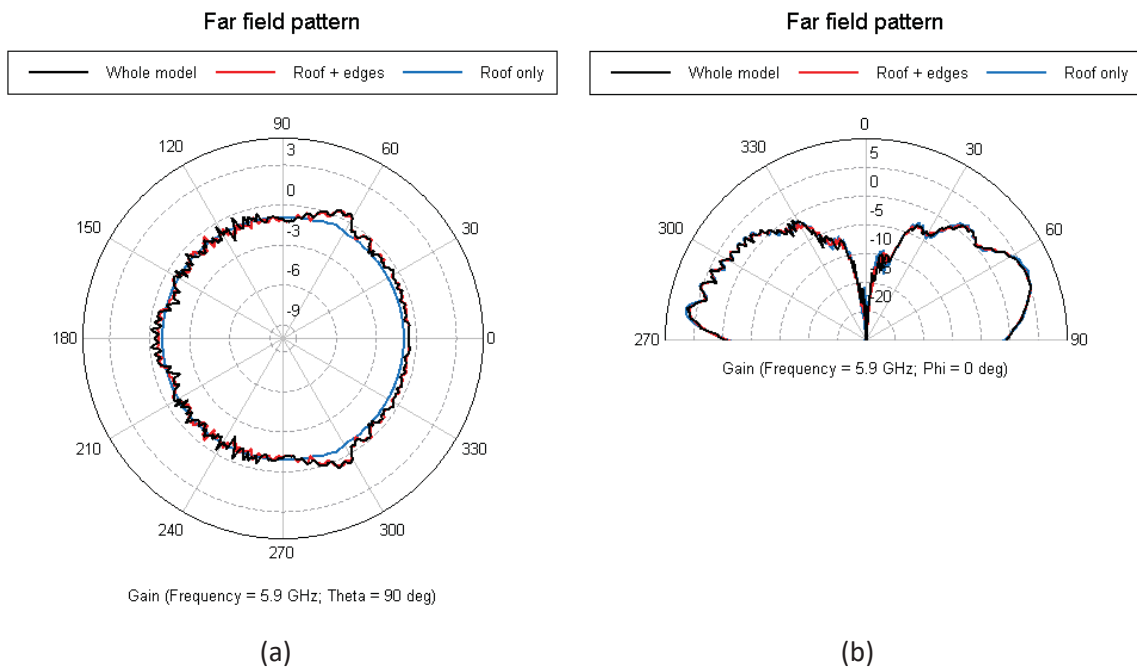 Far field pattern
Whole model Roof + edges Roof only
90
120 60
3
0
150 30
-3
-6
-9
180 0
210 330
240 300
270
Gain (Frequency = 5.9 GHz; Theta = 90 deg)
(a)
Far field pattern
Whole model Roof + edges Roof only
0
330 30
5
0
-5
300 60
-10
-20
270 90
Gain (Frequency = 5.9 GHz; Phi = 0 deg)
(b)